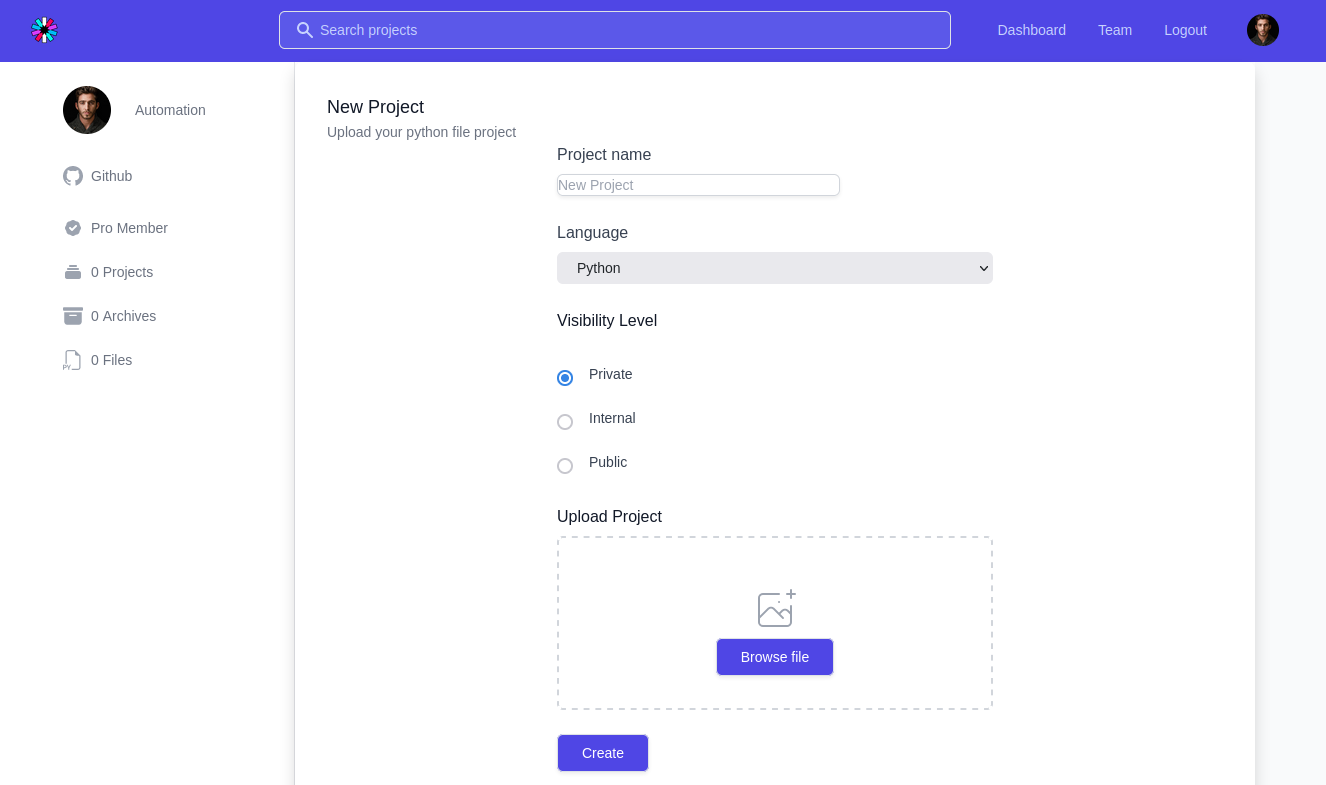 Search projects
Dashboard
Team
Logout
Automation
Github
Pro Member
0 Projects
0 Archives
PY
0 Files
New Project
Upload your python file project
Project name
New Project
Language
Python
Visibility Level
Private
Internal
Public
Upload Project
Browse file
Create